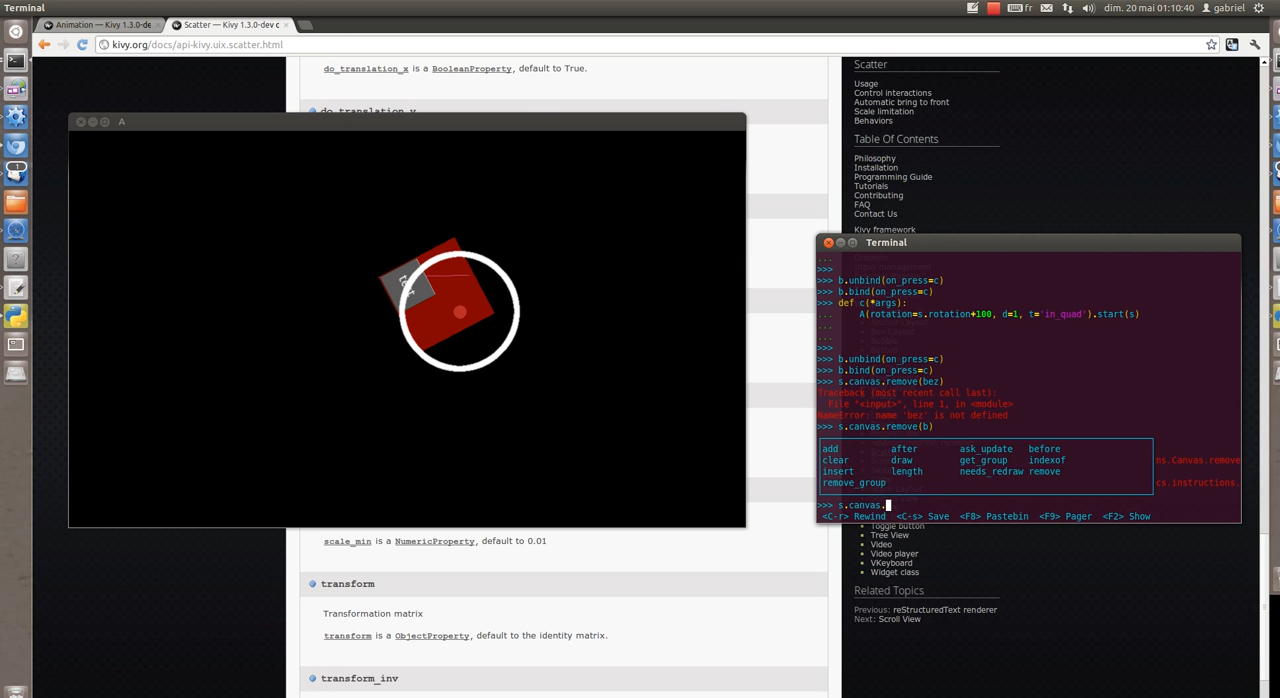 Terminal
fr
dim. 20 mai 01:10:40
gabriel
Animation — Kivy 1.3.0-de
Scatter — Kivy 1.3.0-dev c
kivy.org/docs/api-kivy.uix.scatter.html
do_translation_x is a BooleanProperty, default to True.
do_translation_y
A
text
scale_min is a NumericProperty, default to 0.01
transform
Transformation matrix
transform is a ObjectProperty, default to the identity matrix.
transform_inv
Scatter
Usage
Control interactions
Automatic bring to front
Scale limitation
Behaviors
Table Of Contents
Philosophy
Installation
Programming Guide
Tutorials
Contributing
FAQ
Contact Us
Kivy framework
Terminal
...
>>>
>>> b.unbind(on_press=c)
>>> b.bind(on_press=c)
>>> def c(*args):
...     A(rotation=s.rotation+100, d=1, t='in_quad').start(s)
...
...
>>>
>>> b.unbind(on_press=c)
>>> b.bind(on_press=c)
>>> s.canvas.remove(bez)
Traceback (most recent call last):
  File "<input>", line 1, in <module>
NameError: name 'bez' is not defined
>>> s.canvas.remove(b)
add after ask_update before
clear draw get_group indexof
ns.Canvas.remove
insert length needs_redraw remove
remove_group
cs.instructions.
>>> s.canvas.
<C-r> Rewind <C-s> Save <F8> Pastebin <F9> Pager <F2> Show
Toggle button
Tree View
Video
Video player
VKeyboard
Widget class
Related Topics
Previous: reStructuredText renderer
Next: Scroll View